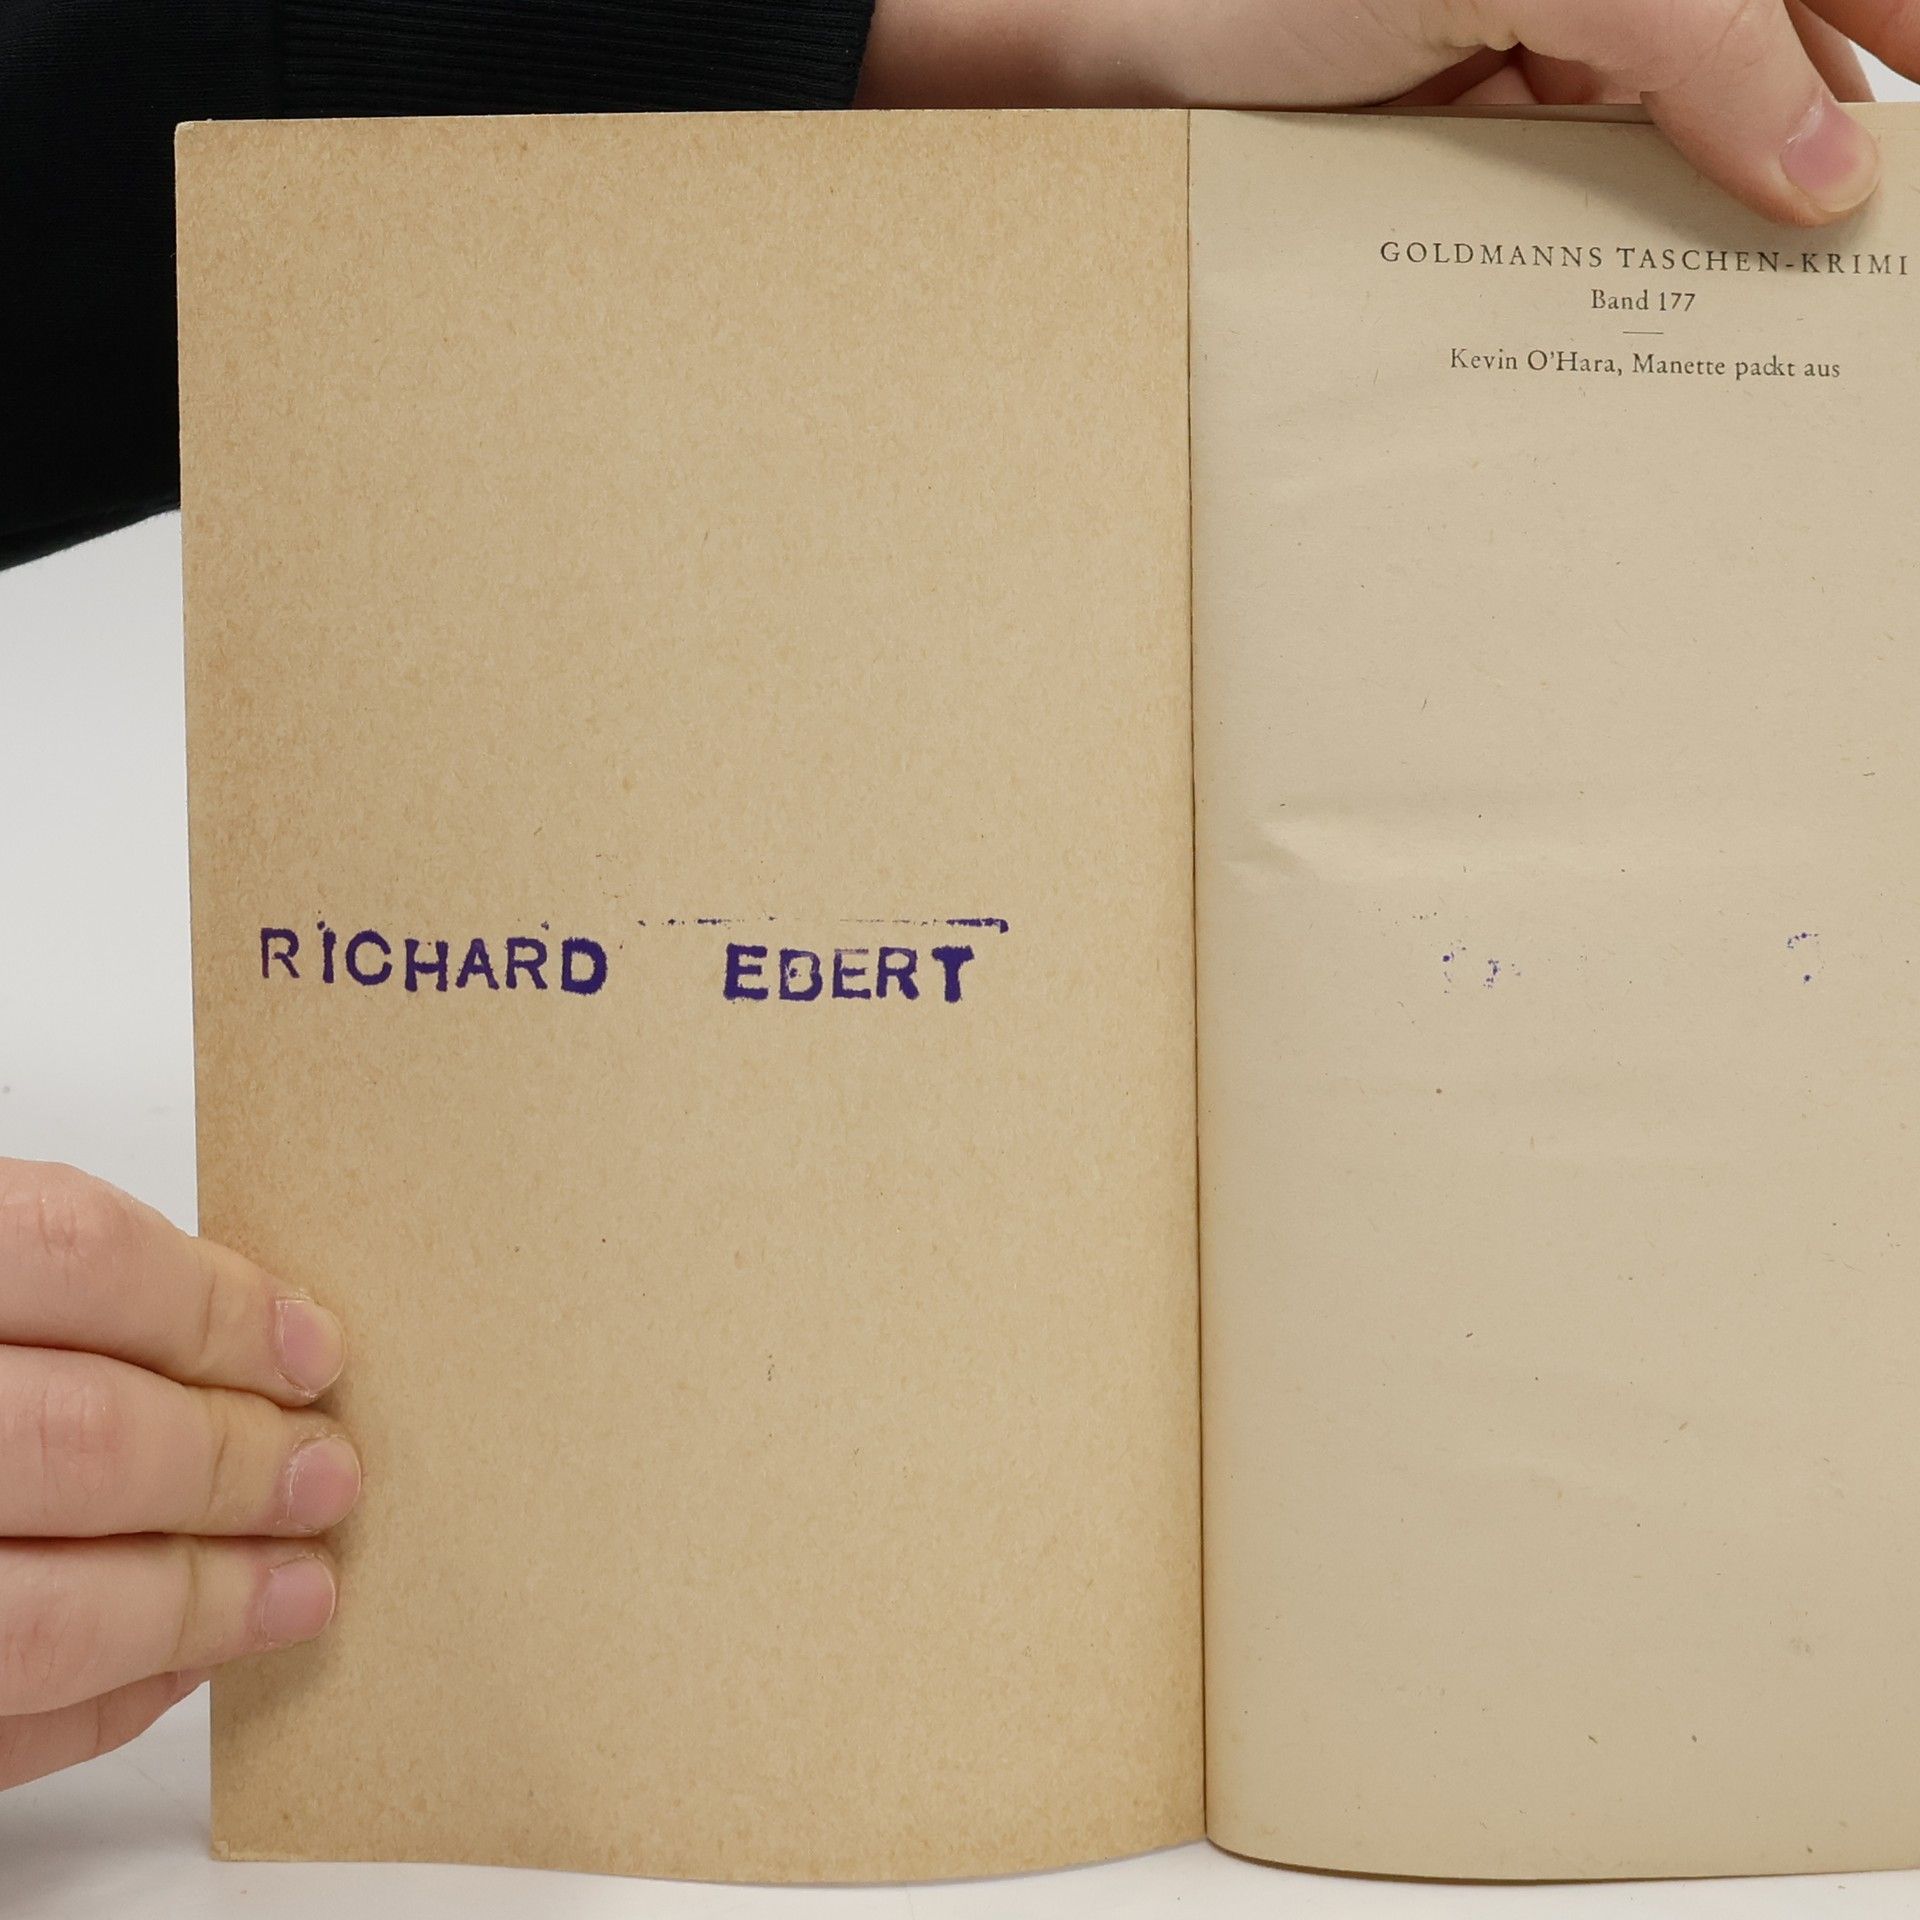 RICHARD EBERT
GOLDMANNS TASCHEN-KRIMI
Band 177
Kevin O'Hara, Manette packt aus